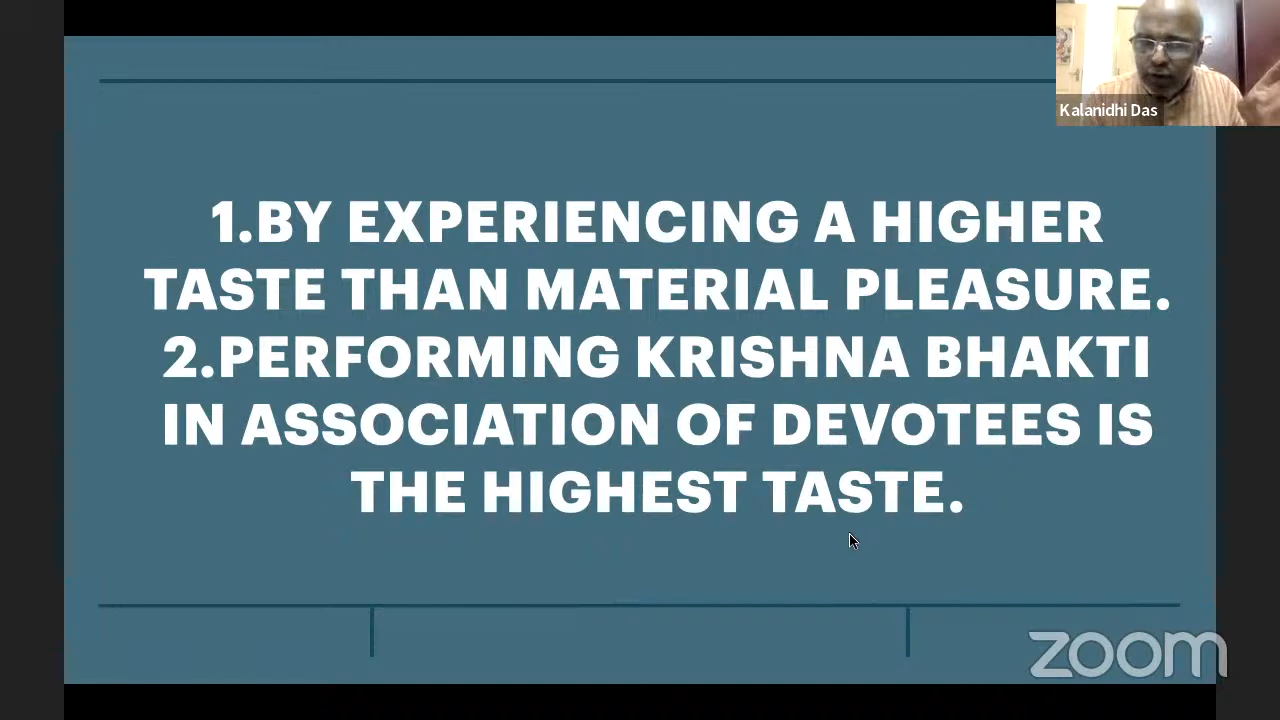 Kalanidhi Das
1.BY EXPERIENCING A HIGHER
TASTE THAN MATERIAL PLEASURE.
2.PERFORMING KRISHNA BHAKTI
IN ASSOCIATION OF DEVOTEES IS
THE HIGHEST TASTE.
zoom